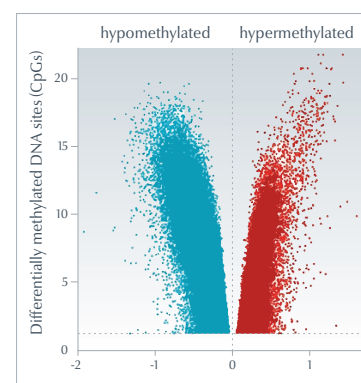 hypomethylated hypermethylated
Differentially methylated DNA sites (CpGs)
20
15
10
5
0
-2 -1 0 1